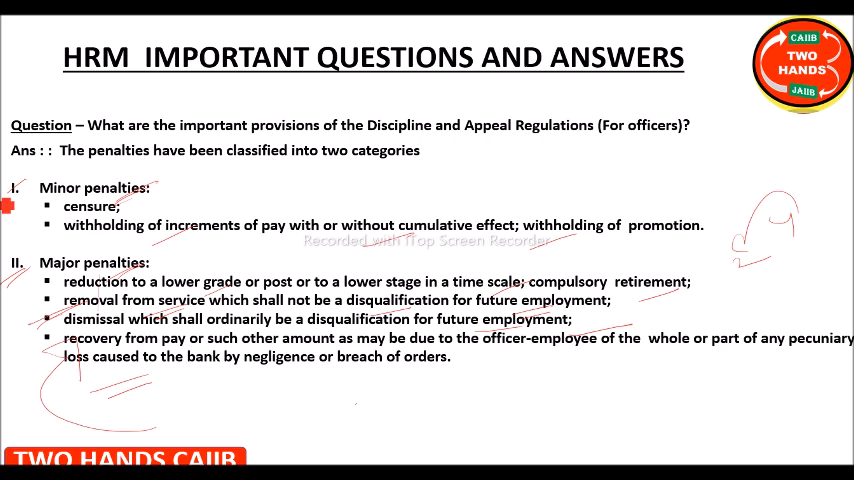 HRM IMPORTANT QUESTIONS AND ANSWERS
CAIIB
TWO
HANDS
JAIIB
Question – What are the important provisions of the Discipline and Appeal Regulations (For officers)?
Ans : : The penalties have been classified into two categories
I. Minor penalties:
▪ censure;
▪ withholding of increments of pay with or without cumulative effect; withholding of promotion.
Recorded with iTop Screen Recorder
II. Major penalties:
▪ reduction to a lower grade or post or to a lower stage in a time scale; compulsory retirement;
▪ removal from service which shall not be a disqualification for future employment;
▪ dismissal which shall ordinarily be a disqualification for future employment;
▪ recovery from pay or such other amount as may be due to the officer-employee of the whole or part of any pecuniary
loss caused to the bank by negligence or breach of orders.
TWO HANDS CAIIB